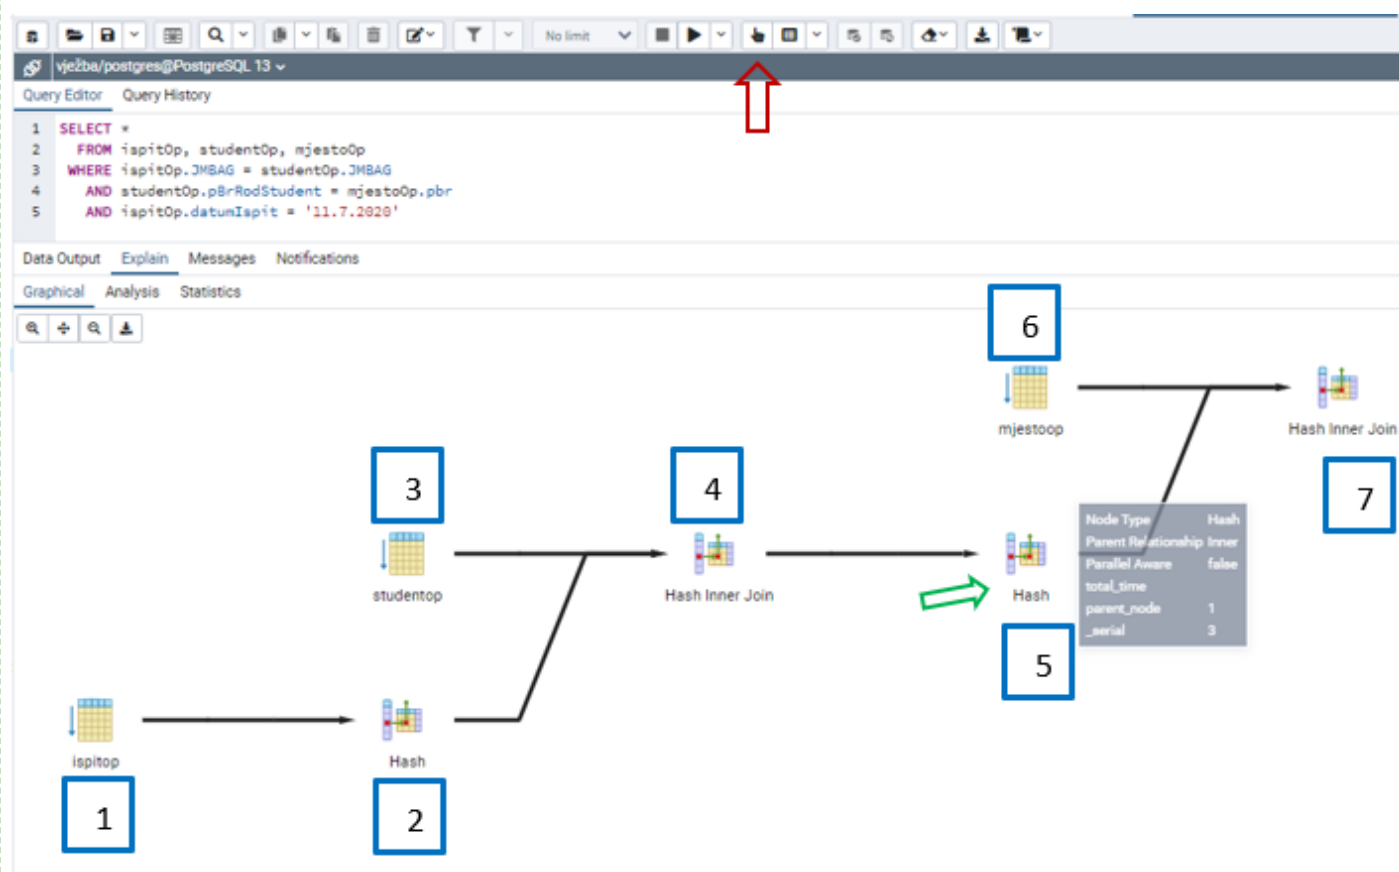 No limit
vježba/postgres@PostgreSQL 13
Query Editor Query History
1 SELECT *
2 FROM ispitOp, studentOp, mjestoOp
3 WHERE ispitOp.JMBAG = studentOp.JMBAG
4 AND studentOp.pBrRodStudent = mjestoOp.pbr
5 AND ispitOp.datumIspit = '11.7.2020'
Data Output Explain Messages Notifications
Graphical Analysis Statistics
6
mjestoop
Hash Inner Join
7
3
4
studentop
Hash Inner Join
Hash
5
Node Type Hash
Parent Relationship Inner
Parallel Aware false
total_time
parent_node 1
_serial 3
ispitop
Hash
1
2